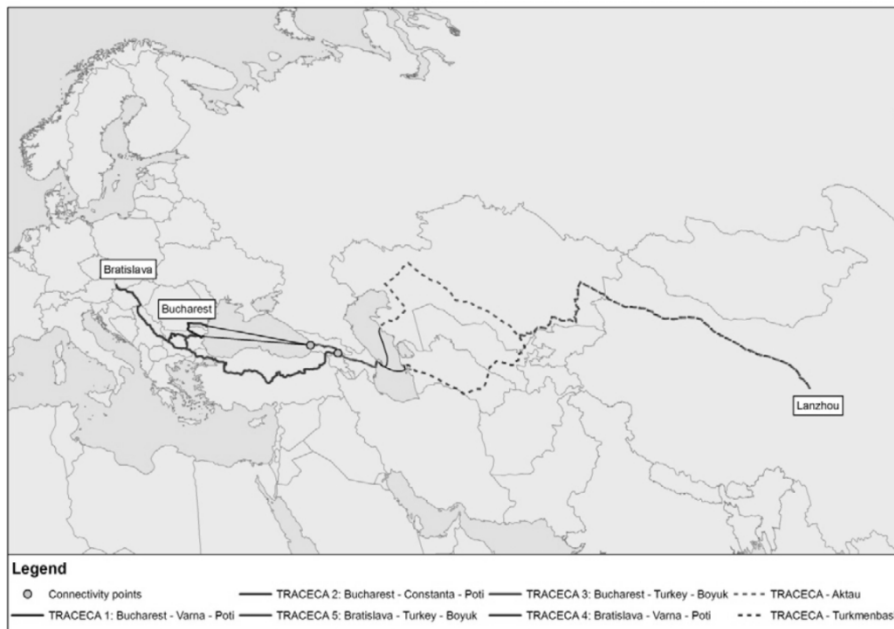 Bratislava
Bucharest
Lanzhou
Legend
Connectivity points
TRACECA 2: Bucharest - Constanta - Poti
TRACECA 3: Bucharest - Turkey - Boyuk
TRACECA - Aktau
TRACECA 1: Bucharest - Varna - Poti
TRACECA 5: Bratislava - Turkey - Boyuk
TRACECA 4: Bratislava - Varna - Poti
TRACECA - Turkmenbas